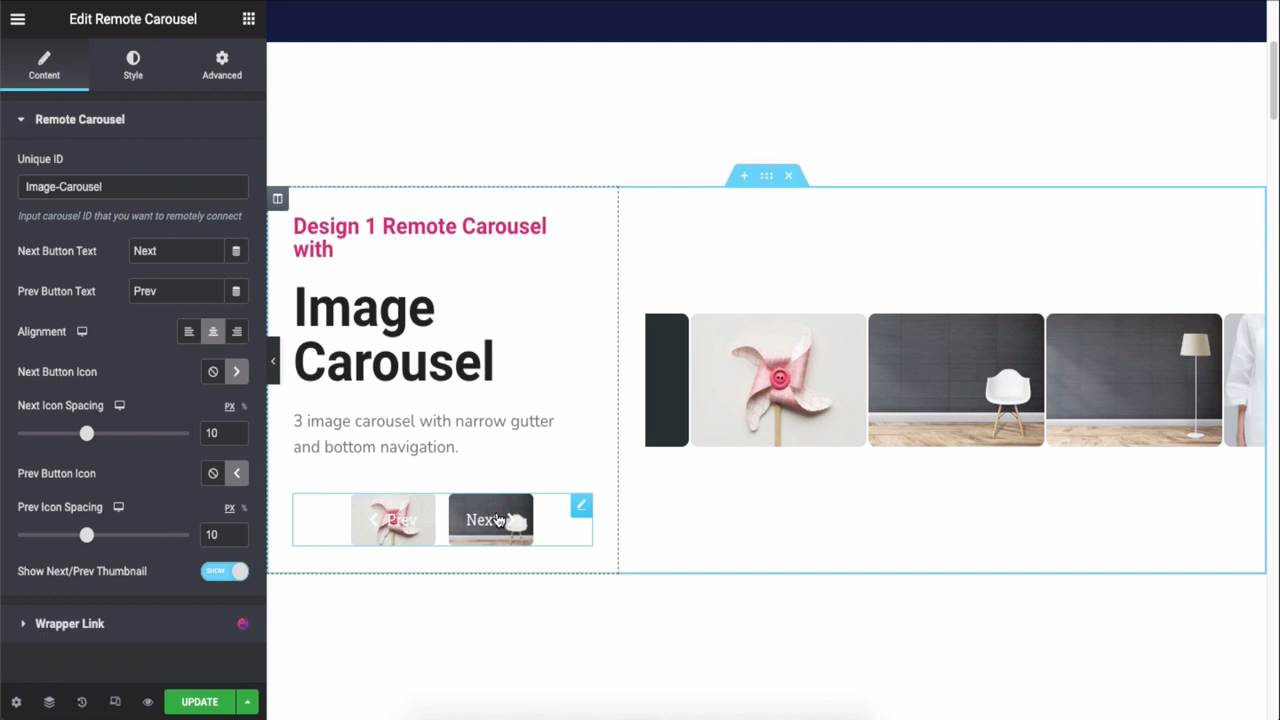 Edit Remote Carousel
Content
Style
Advanced
Remote Carousel
Unique ID
Image-Carousel
Input carousel ID that you want to remotely connect
Next Button Text
Next
Prev Button Text
Prev
Alignment
Next Button Icon
Next Icon Spacing
PX %
10
Prev Button Icon
Prev Icon Spacing
PX %
10
Show Next/Prev Thumbnail
SHOW
Wrapper Link
UPDATE
Design 1 Remote Carousel
with
Image
Carousel
3 image carousel with narrow gutter
and bottom navigation.
Prev
Next